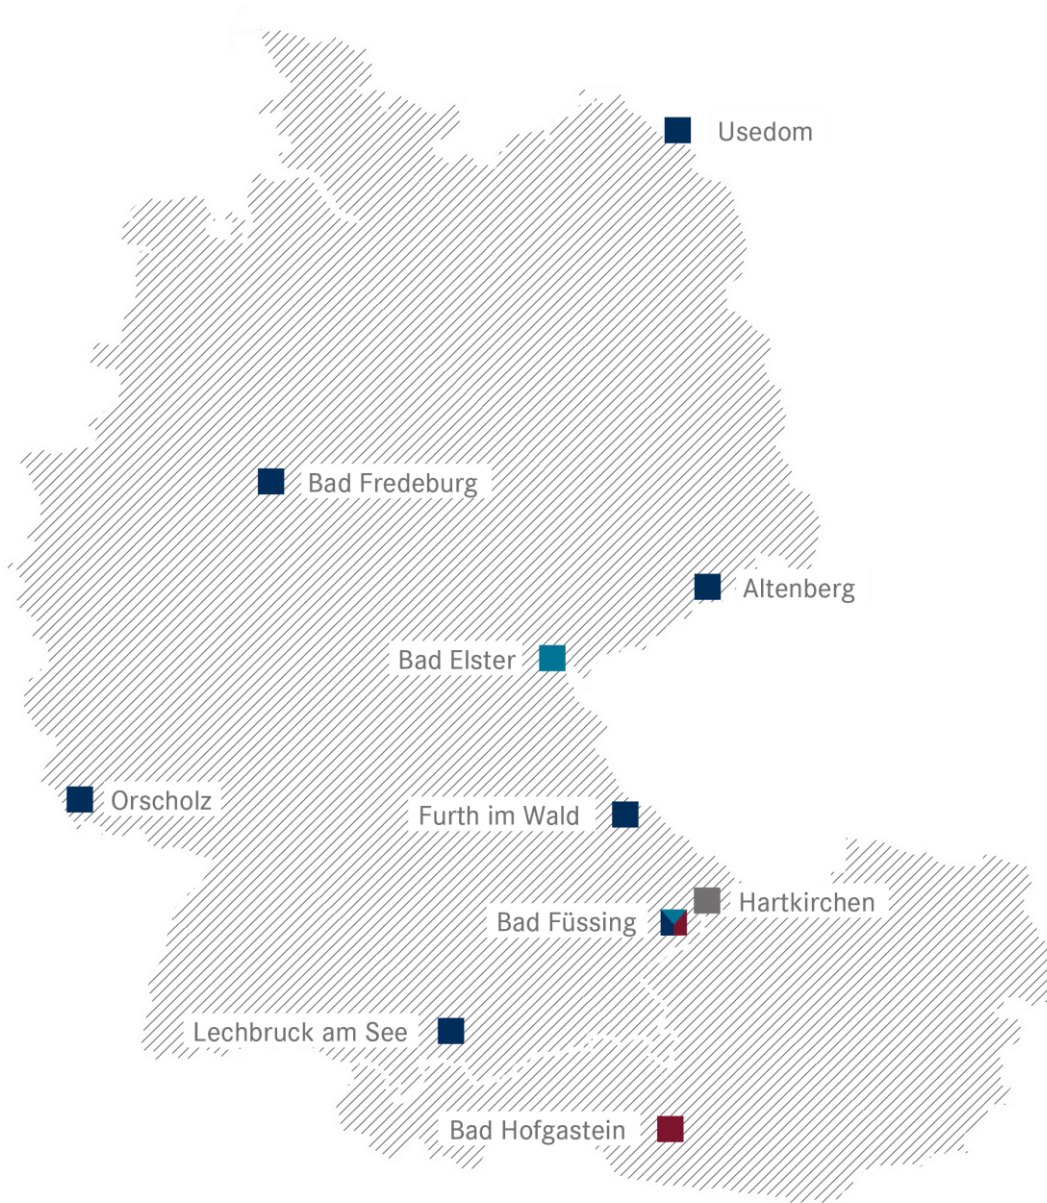 Usedom
Bad Fredeburg
Altenberg
Bad Elster
Orscholz
Furth im Wald
Hartkirchen
Bad Füssing
Lechbruck am See
Bad Hofgastein